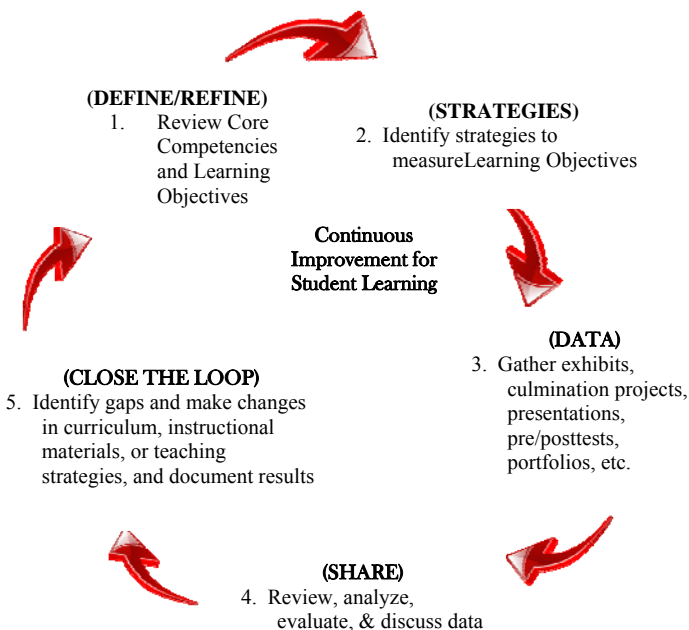 (DEFINE/REFINE)
1. Review Core
Competencies
and Learning
Objectives
(STRATEGIES)
2. Identify strategies to
measureLearning Objectives
Continuous
Improvement for
Student Learning
(DATA)
3. Gather exhibits,
culmination projects,
presentations,
pre/posttests,
portfolios, etc.
(CLOSE THE LOOP)
5. Identify gaps and make changes
in curriculum, instructional
materials, or teaching
strategies, and document results
(SHARE)
4. Review, analyze,
evaluate, & discuss data